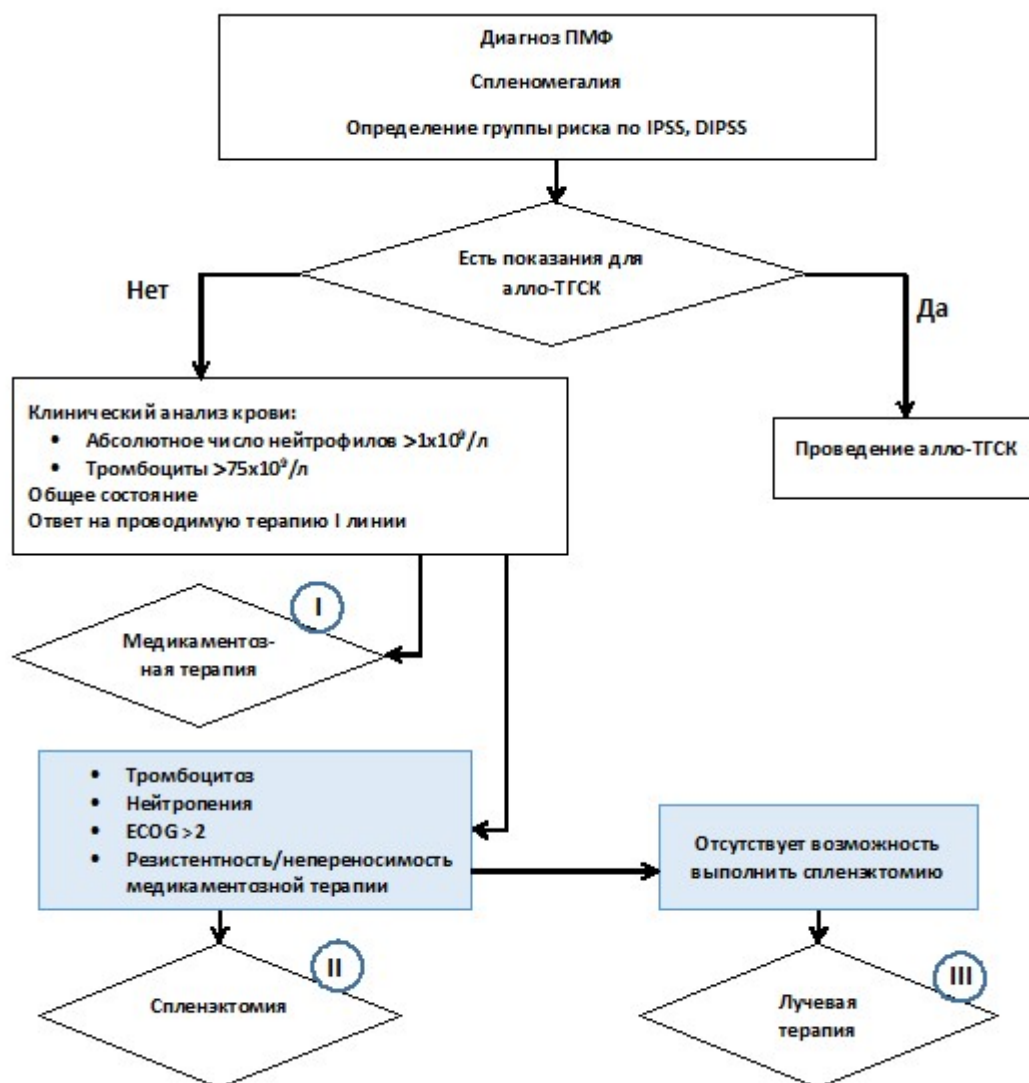 Диагноз ПМФ
Спленомегалия
Определение группы риска по IPSS, DIPSS
Есть показания для
алло-ТГСК
Нет
Да
Клинический анализ крови:
• Абсолютное число нейтрофилов >1х10⁹/л
• Тромбоциты >75х10⁹/л
Общее состояние
Ответ на проводимую терапию I линии
Проведение алло-ТГСК
I
Медикаментоз-
ная терапия
• Тромбоцитоз
• Нейтропения
• ECOG >2
• Резистентность/непереносимость
медикаментозной терапии
Отсутствует возможность
выполнить спленэктомию
II
Спленэктомия
III
Лучевая
терапия